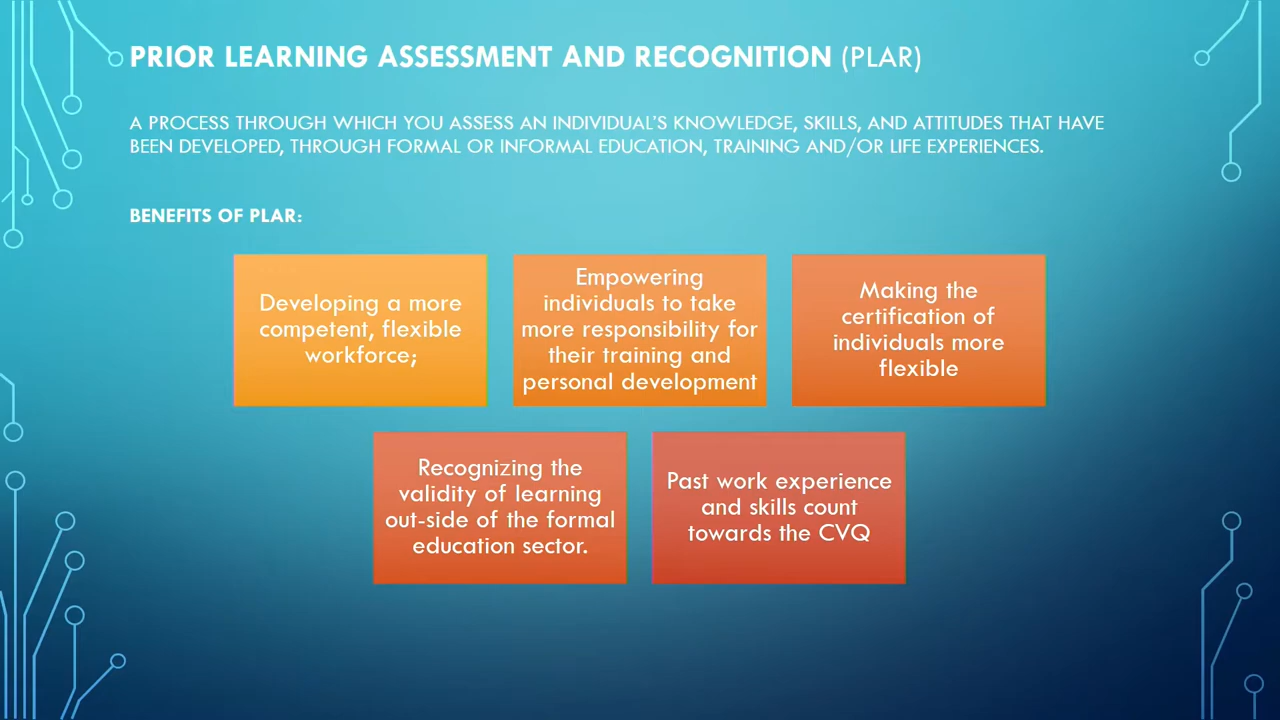 PRIOR LEARNING ASSESSMENT AND RECOGNITION (PLAR)
A PROCESS THROUGH WHICH YOU ASSESS AN INDIVIDUAL'S KNOWLEDGE, SKILLS, AND ATTITUDES THAT HAVE
BEEN DEVELOPED, THROUGH FORMAL OR INFORMAL EDUCATION, TRAINING AND/OR LIFE EXPERIENCES.
BENEFITS OF PLAR:
Developing a more
competent, flexible
workforce;
Empowering
individuals to take
more responsibility for
their training and
personal development
Making the
certification of
individuals more
flexible
Recognizing the
validity of learning
out-side of the formal
education sector.
Past work experience
and skills count
towards the CVQ